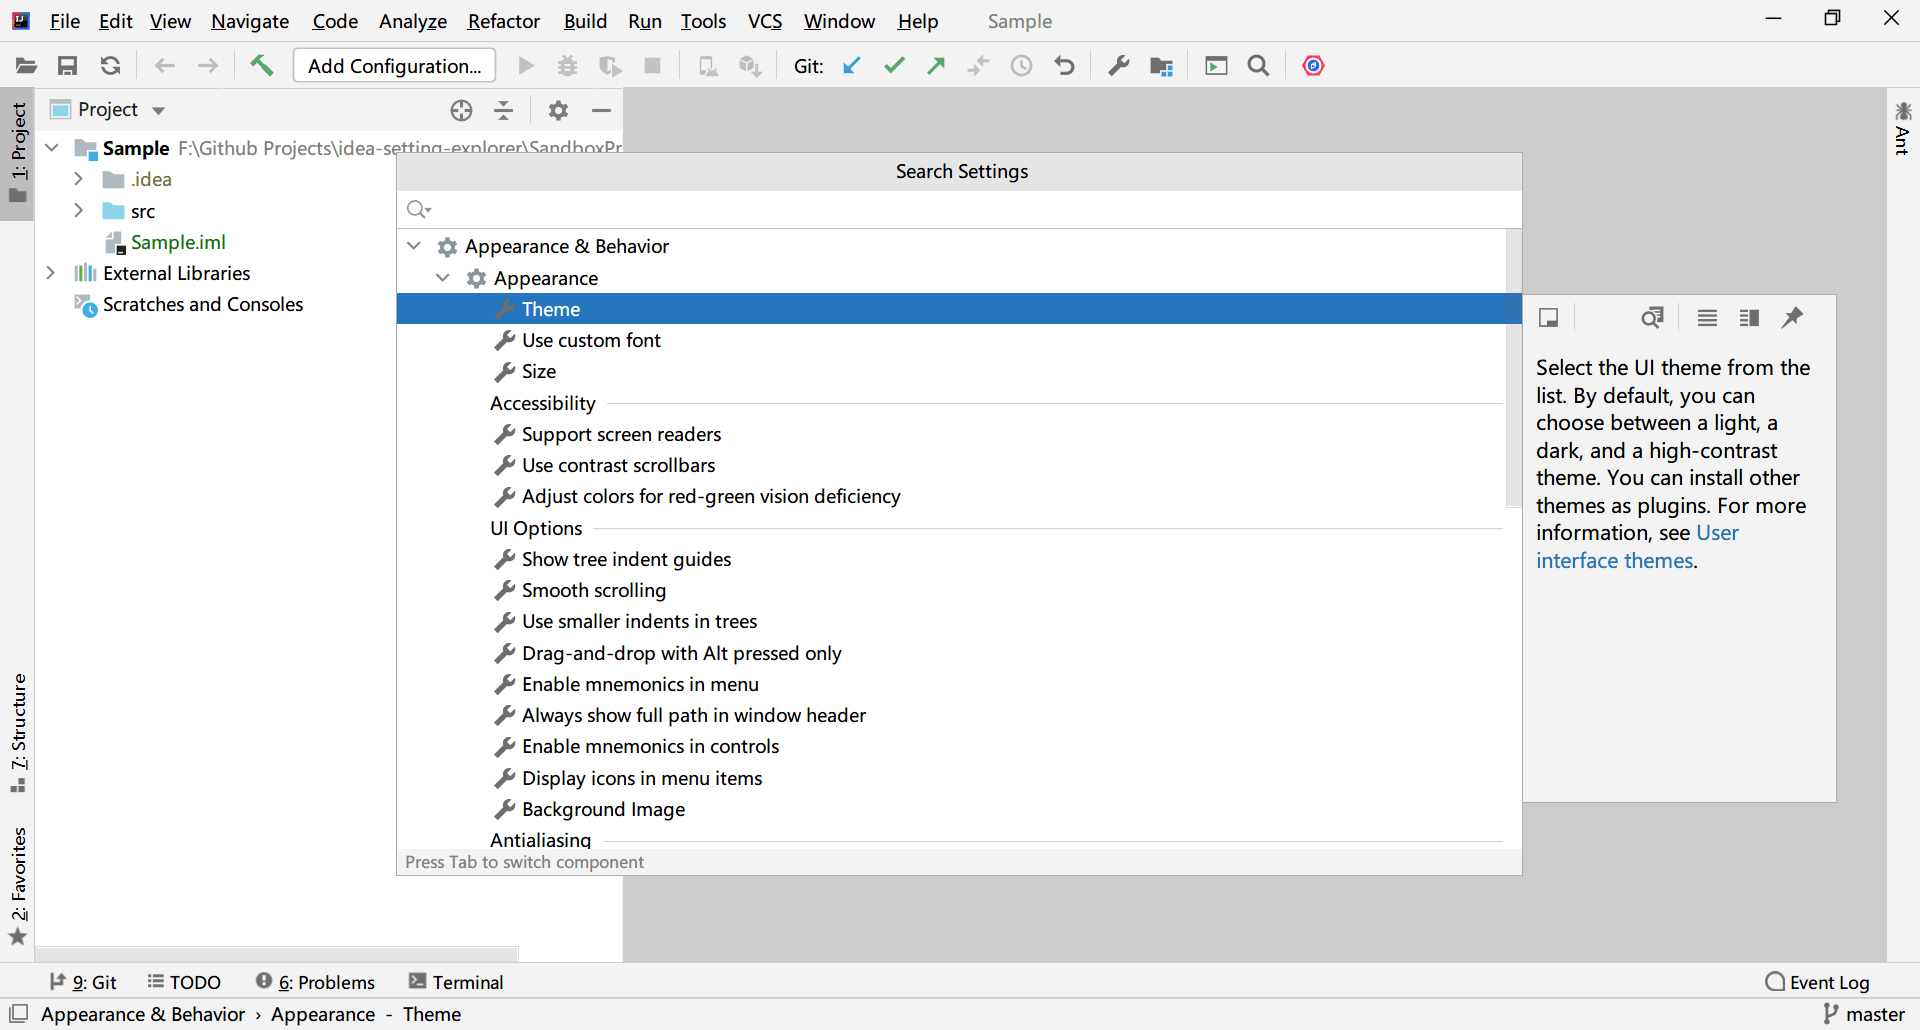 File Edit View Navigate Code Analyze Refactor Build Run Tools VCS Window Help Sample
Add Configuration... Git:
1: Project
Project
Sample F:\Github Projects\idea-setting-explorer\SandboxPr
.idea
src
Sample.iml
External Libraries
Scratches and Consoles
Search Settings
Appearance & Behavior
Appearance
Theme
Use custom font
Size
Accessibility
Support screen readers
Use contrast scrollbars
Adjust colors for red-green vision deficiency
UI Options
Show tree indent guides
Smooth scrolling
Use smaller indents in trees
Drag-and-drop with Alt pressed only
Enable mnemonics in menu
Always show full path in window header
Enable mnemonics in controls
Display icons in menu items
Background Image
Antialiasing
Press Tab to switch component
Select the UI theme from the
list. By default, you can
choose between a light, a
dark, and a high-contrast
theme. You can install other
themes as plugins. For more
information, see User
interface themes.
Ant
7: Structure
2: Favorites
9: Git TODO 6: Problems Terminal Event Log
Appearance & Behavior › Appearance - Theme master